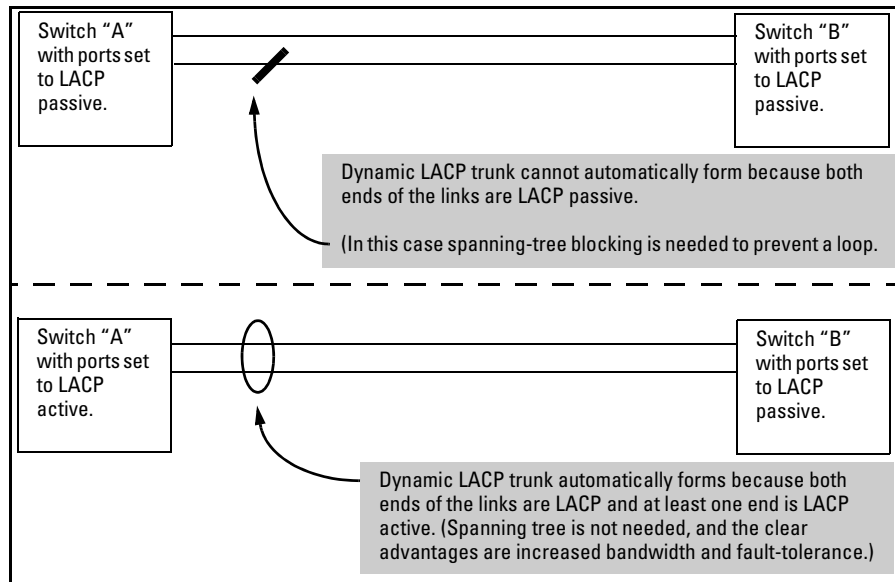 Switch “A”
with ports set
to LACP
passive.
Switch “B”
with ports set
to LACP
passive.
Dynamic LACP trunk cannot automatically form because both
ends of the links are LACP passive.
(In this case spanning-tree blocking is needed to prevent a loop.
Switch “A”
with ports set
to LACP
active.
Switch “B”
with ports set
to LACP
passive.
Dynamic LACP trunk automatically forms because both
ends of the links are LACP and at least one end is LACP
active. (Spanning tree is not needed, and the clear
advantages are increased bandwidth and fault-tolerance.)